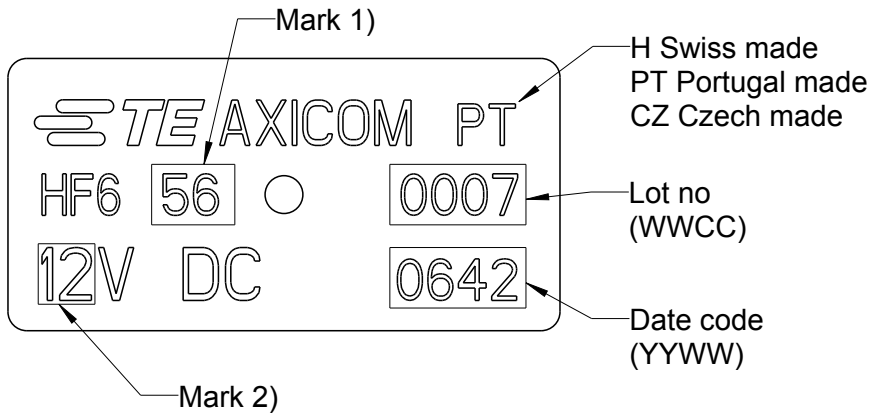 Mark 1)
H Swiss made
PT Portugal made
CZ Czech made
TE AXICOM PT
HF6 56 0007
Lot no
(WWCC)
12V DC 0642
Date code
(YYWW)
Mark 2)